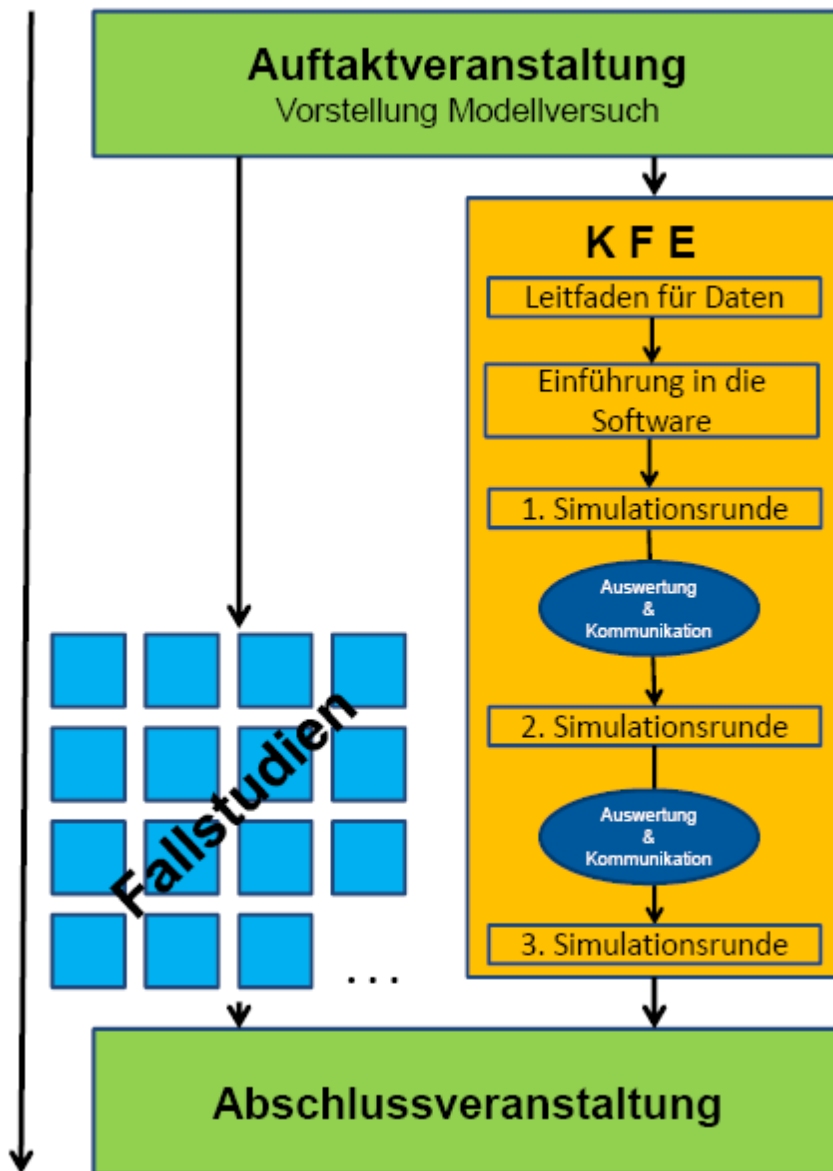 Auftaktveranstaltung
Vorstellung Modellversuch
K F E
Leitfaden für Daten
Einführung in die
Software
1. Simulationsrunde
Auswertung
&
Kommunikation
2. Simulationsrunde
Auswertung
&
Kommunikation
3. Simulationsrunde
Fallstudien
. . .
Abschlussveranstaltung